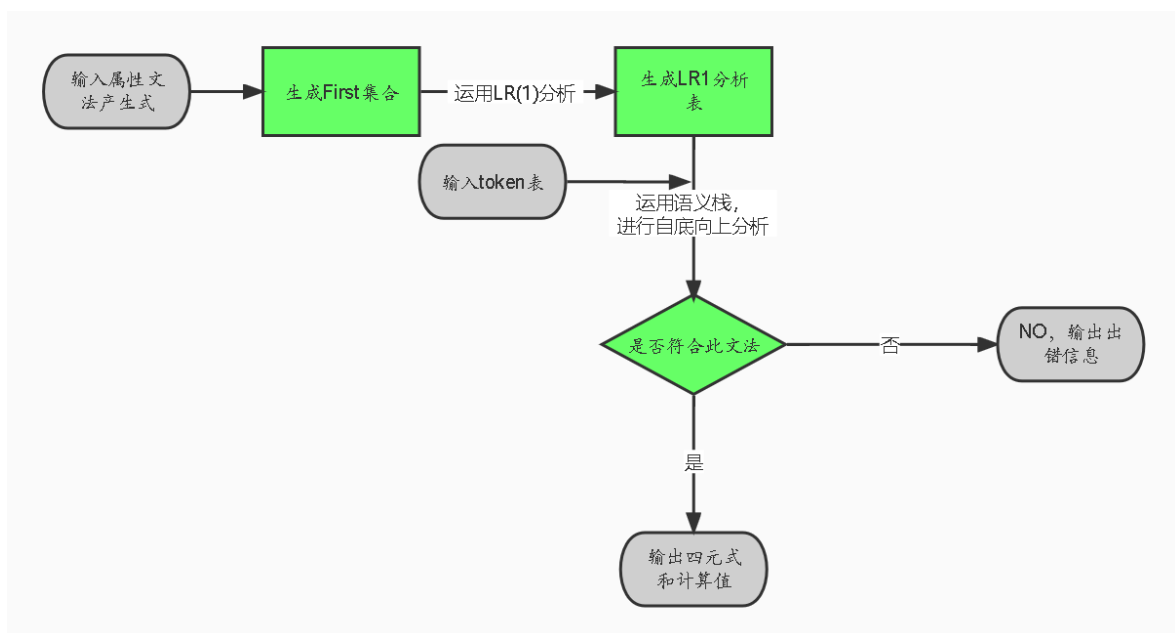 输入属性文
法产生式
生成First集合
运用LR(1)分析
生成LR1分析
表
输入token表
运用语义栈，
进行自底向上分析
是否符合此文法
否
NO，输出出
错信息
是
输出四元式
和计算值